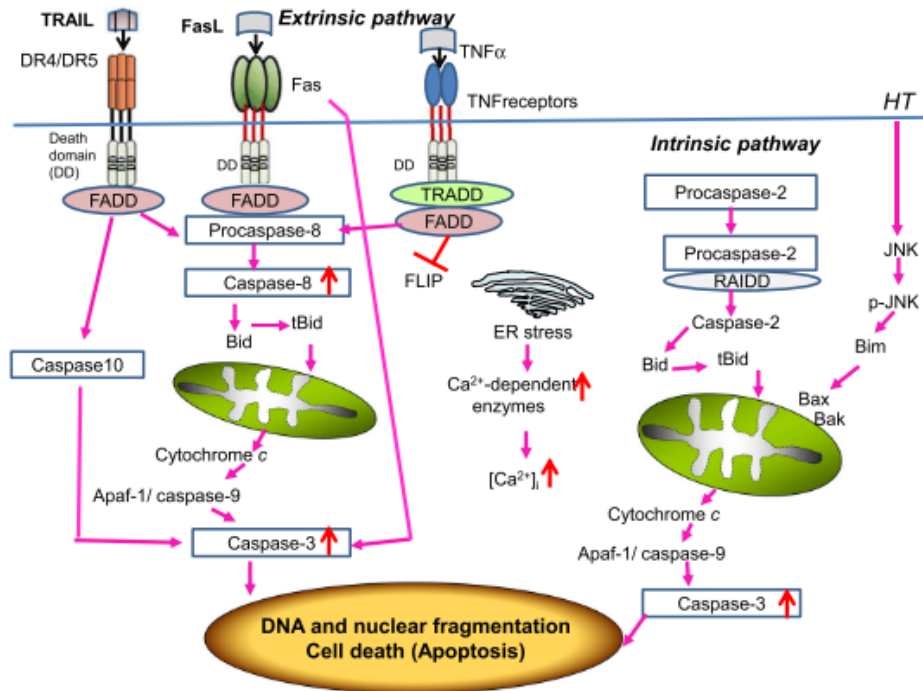 TRAIL
DR4/DR5
Death
domain
(DD)
FADD
Extrinsic pathway
FasL
Fas
DD
FADD
TNFα
TNFreceptors
DD
TRADD
FADD
FLIP
Procaspase-8
Caspase-8
Bid
tBid
Caspase10
Cytochrome c
Apaf-1/ caspase-9
Caspase-3
ER stress
Ca²⁺-dependent
enzymes
[Ca²⁺]ᵢ
Intrinsic pathway
Procaspase-2
Procaspase-2
RAIDD
Caspase-2
Bid
tBid
HT
JNK
p-JNK
Bim
Bax
Bak
Cytochrome c
Apaf-1/ caspase-9
Caspase-3
DNA and nuclear fragmentation
Cell death (Apoptosis)